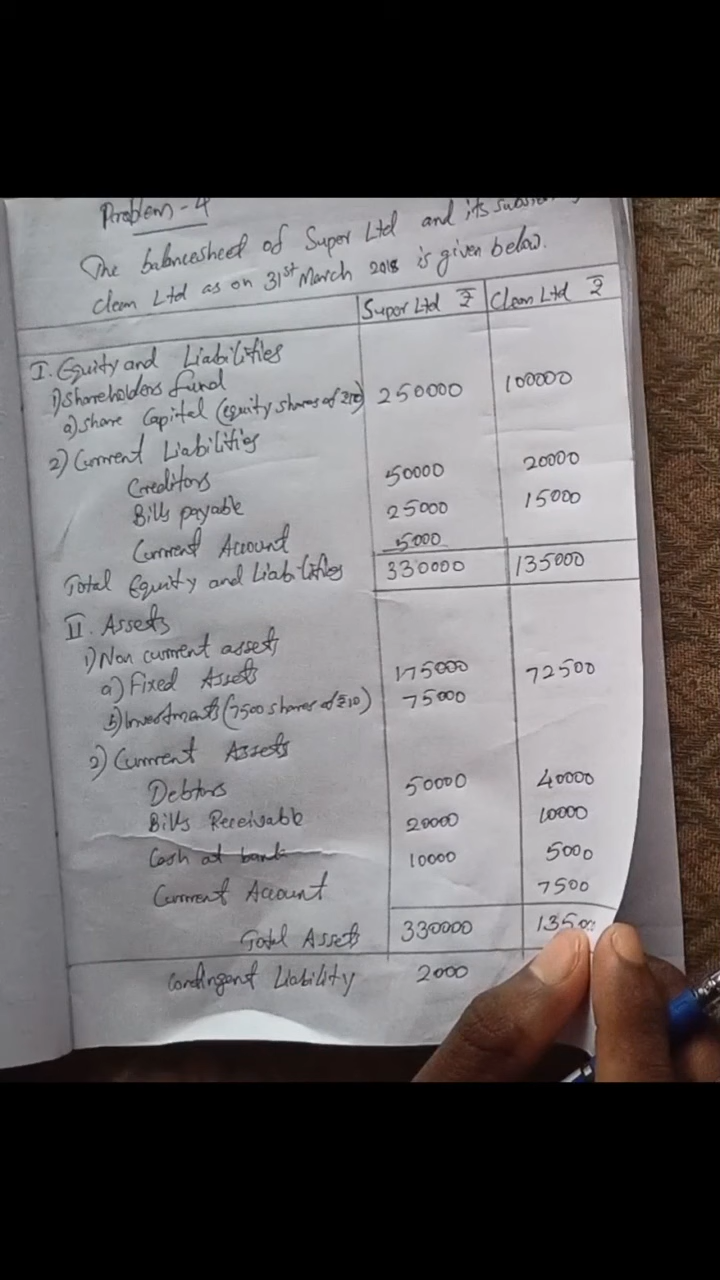 Problem - 4
The balancesheet of Super Ltd and its
Clean Ltd as on 31st March 2018 is given below.
Super Ltd ₹ Clean Ltd ₹
I. Equity and Liabilities
1) Shareholders fund
a) share Capital (equity shares of ₹10) 250000 100000
2) Current Liabilities
Creditors 50000 20000
Bills payable 25000 15000
Current Account 5000
Total Equity and Liabilities 330000 135000
II. Assets
1) Non current assets
a) Fixed Assets 175000 72500
b) Investments (7500 shares of ₹10) 75000
2) Current Assets
Debtors 50000 40000
Bills Receivable 20000 10000
Cash at bank 10000 5000
Current Account 7500
Total Assets 330000
Contingent Liability 2000